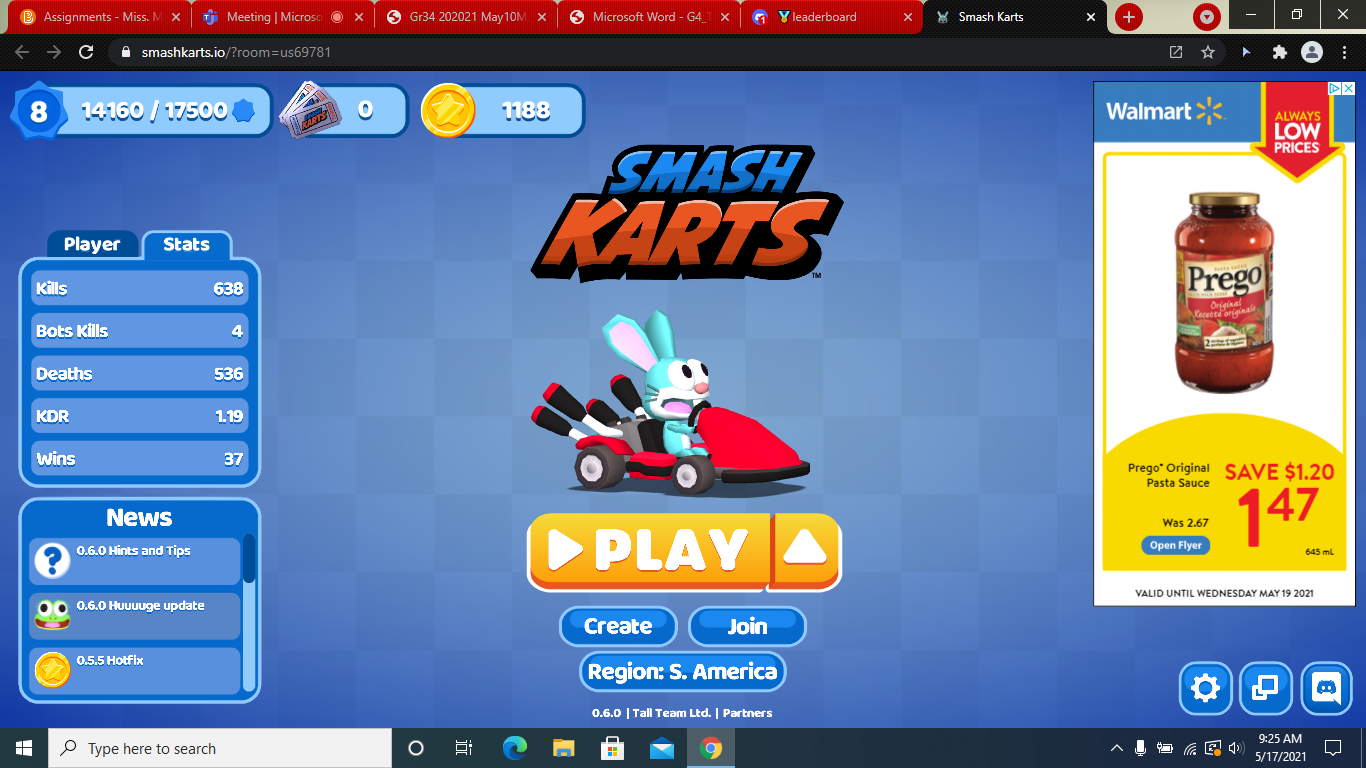 Assignments - Miss. M
Meeting | Microso
Gr34 202021 May10M
Microsoft Word - G4_
leaderboard
Smash Karts
smashkarts.io/?room=us69781
8
14160 / 17500
0
1188
SMASH
KARTS™
Player
Stats
Kills 638
Bots Kills 4
Deaths 536
KDR 1.19
Wins 37
News
0.6.0 Hints and Tips
0.6.0 Huuuuge update
0.5.5 Hotfix
PLAY
Create
Join
Region: S. America
0.6.0 | Tall Team Ltd. | Partners
Walmart
ALWAYS
LOW
PRICES
Prego
Original
Recette originale
Prego® Original
Pasta Sauce
SAVE $1.20
Was 2.67
1 47
Open Flyer
645 mL
VALID UNTIL WEDNESDAY MAY 19 2021
Type here to search
9:25 AM
5/17/2021